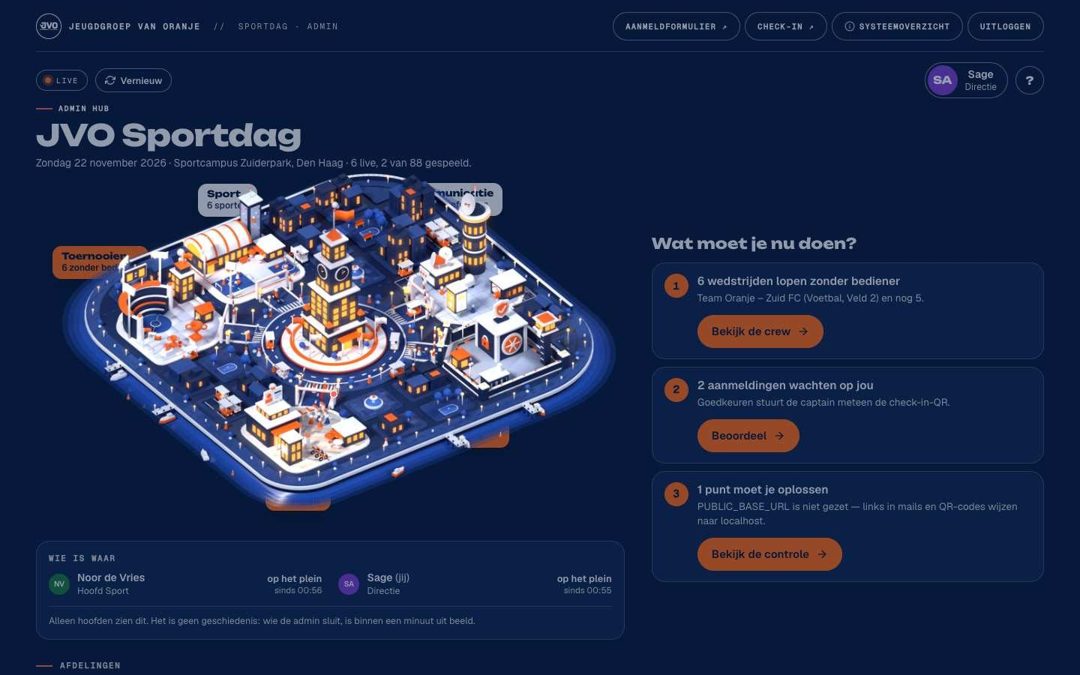 JVO JEUGDGROEP VAN ORANJE // SPORTDAG - ADMIN
AANMELDFORMULIER ↗ CHECK-IN ↗ SYSTEEMOVERZICHT UITLOGGEN
LIVE Vernieuw
SA Sage
Directie
?
ADMIN HUB
JVO Sportdag
Zondag 22 november 2026 · Sportcampus Zuiderpark, Den Haag · 6 live, 2 van 88 gespeeld.
Sport
6
Toernooien
6 zonder
Wat moet je nu doen?
1 6 wedstrijden lopen zonder bediener
Team Oranje – Zuid FC (Voetbal, Veld 2) en nog 5.
Bekijk de crew →
2 2 aanmeldingen wachten op jou
Goedkeuren stuurt de captain meteen de check-in-QR.
Beoordeel →
3 1 punt moet je oplossen
PUBLIC_BASE_URL is niet gezet — links in mails en QR-codes wijzen
naar localhost.
Bekijk de controle →
WIE IS WAAR
NV Noor de Vries
Hoofd Sport
op het plein
sinds 00:56
SA Sage (jij)
Directie
op het plein
sinds 00:55
Alleen hoofden zien dit. Het is geen geschiedenis: wie de admin sluit, is binnen een minuut uit beeld.
AFDELINGEN